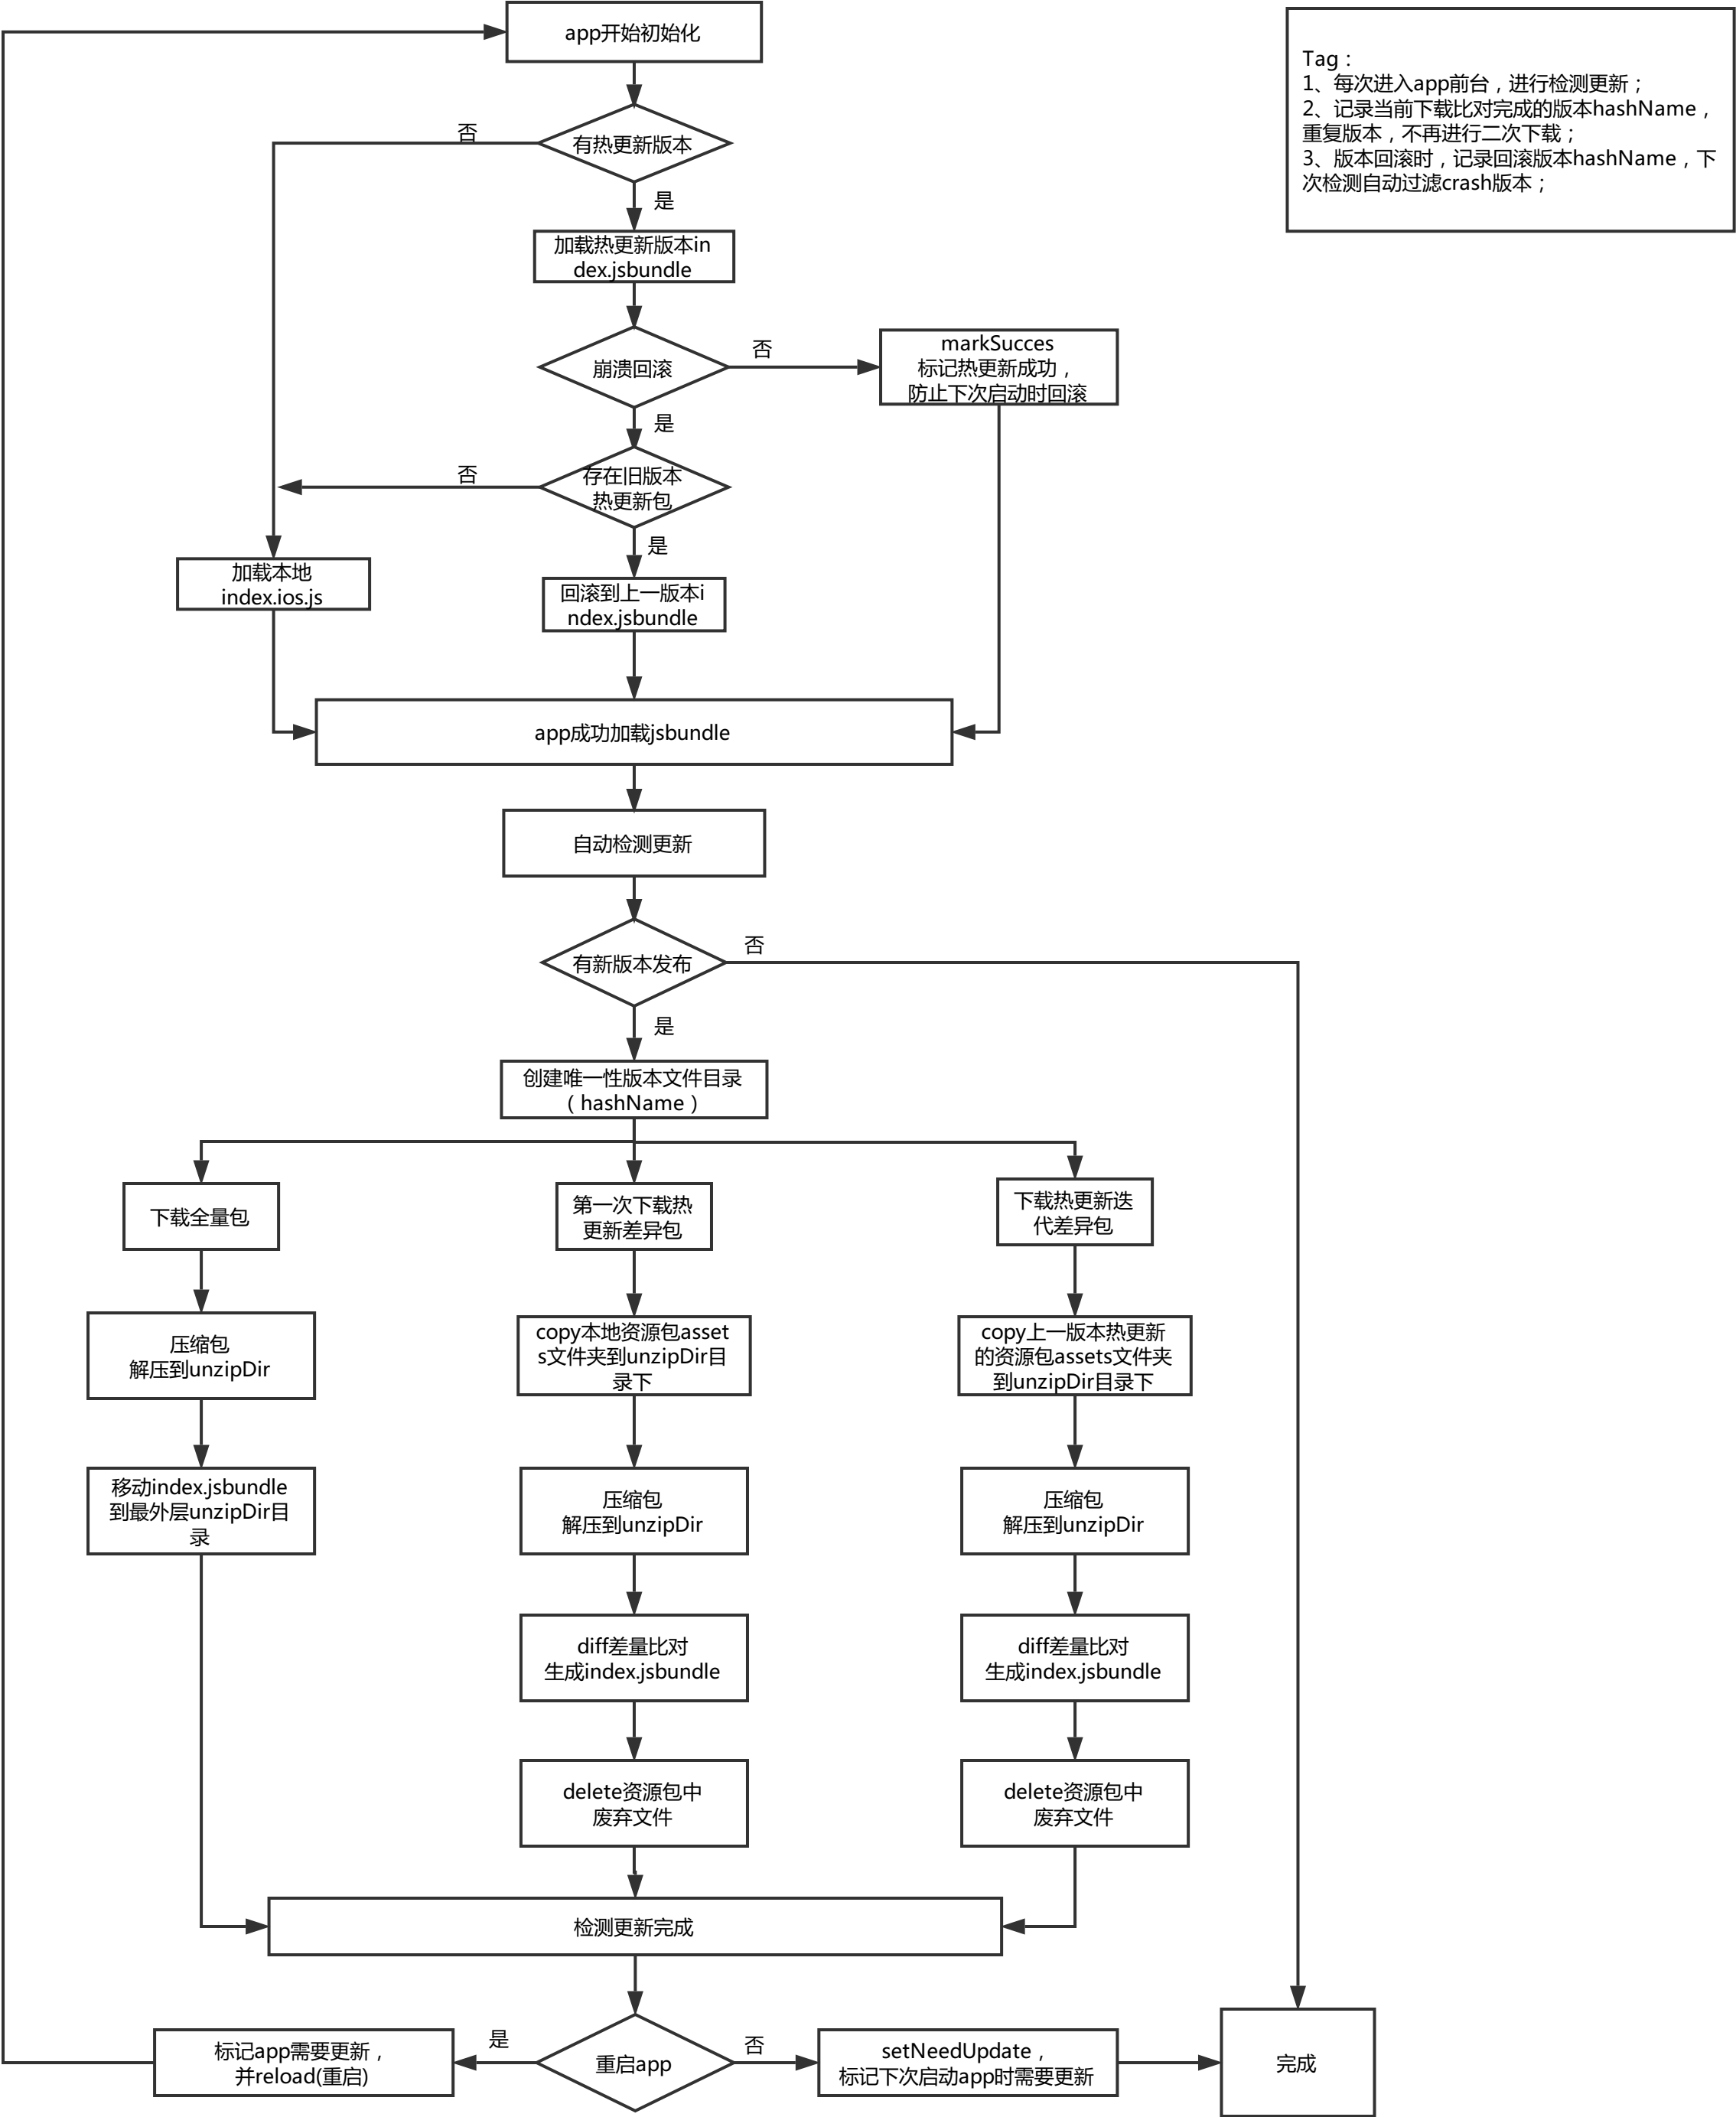 app开始初始化
Tag：
1、每次进入app前台，进行检测更新；
2、记录当前下载比对完成的版本hashName，
重复版本，不再进行二次下载；
3、版本回滚时，记录回滚版本hashName，下
次检测自动过滤crash版本；
否
有热更新版本
是
加载热更新版本in
dex.jsbundle
崩溃回滚
否
markSucces
标记热更新成功，
防止下次启动时回滚
是
否
存在旧版本
热更新包
是
加载本地
index.ios.js
回滚到上一版本i
ndex.jsbundle
app成功加载jsbundle
自动检测更新
有新版本发布
否
是
创建唯一性版本文件目录
（hashName）
下载全量包
第一次下载热
更新差异包
下载热更新迭
代差异包
压缩包
解压到unzipDir
copy本地资源包asset
s文件夹到unzipDir目
录下
copy上一版本热更新
的资源包assets文件夹
到unzipDir目录下
移动index.jsbundle
到最外层unzipDir目
录
压缩包
解压到unzipDir
压缩包
解压到unzipDir
diff差量比对
生成index.jsbundle
diff差量比对
生成index.jsbundle
delete资源包中
废弃文件
delete资源包中
废弃文件
检测更新完成
标记app需要更新，
并reload(重启)
是
重启app
否
setNeedUpdate，
标记下次启动app时需要更新
完成